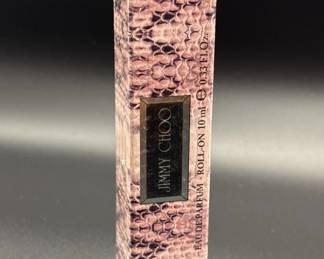 JIMMY CHOO
EAU DE PARFUM - ROLL-ON 10 ml ℮ 0.33 FL.OZ